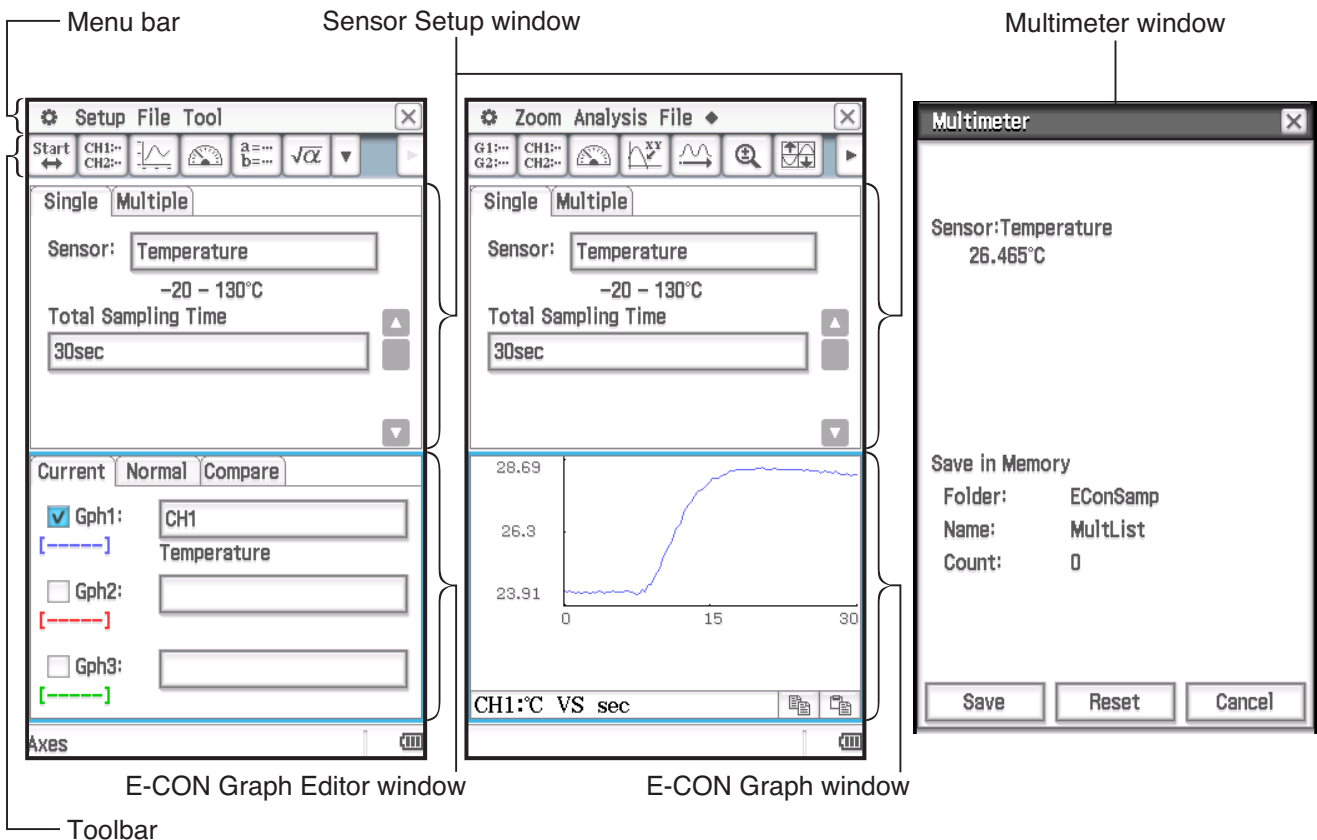 Menu bar
Sensor Setup window
Multimeter window
Setup File Tool
Start
CH1:··
CH2:··
a=···
b=···
√α
Single Multiple
Sensor: Temperature
−20 – 130°C
Total Sampling Time
30sec
Current Normal Compare
Gph1: CH1
[-----] Temperature
Gph2:
[-----]
Gph3:
[-----]
Axes
Zoom Analysis File ◆
G1:···
G2:···
CH1:··
CH2:··
XY
Single Multiple
Sensor: Temperature
−20 – 130°C
Total Sampling Time
30sec
28.69
26.3
23.91
0 15 30
CH1:°C VS sec
Multimeter
Sensor:Temperature
26.465°C
Save in Memory
Folder: EConSamp
Name: MultList
Count: 0
Save Reset Cancel
E-CON Graph Editor window
E-CON Graph window
Toolbar